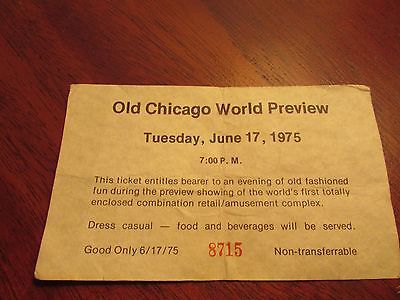 Old Chicago World Preview
Tuesday, June 17, 1975
7:00 P. M.
This ticket entitles bearer to an evening of old fashioned
fun during the preview showing of the world's first totally
enclosed combination retail/amusement complex.
Dress casual — food and beverages will be served.
Good Only 6/17/75 8715 Non-transferrable